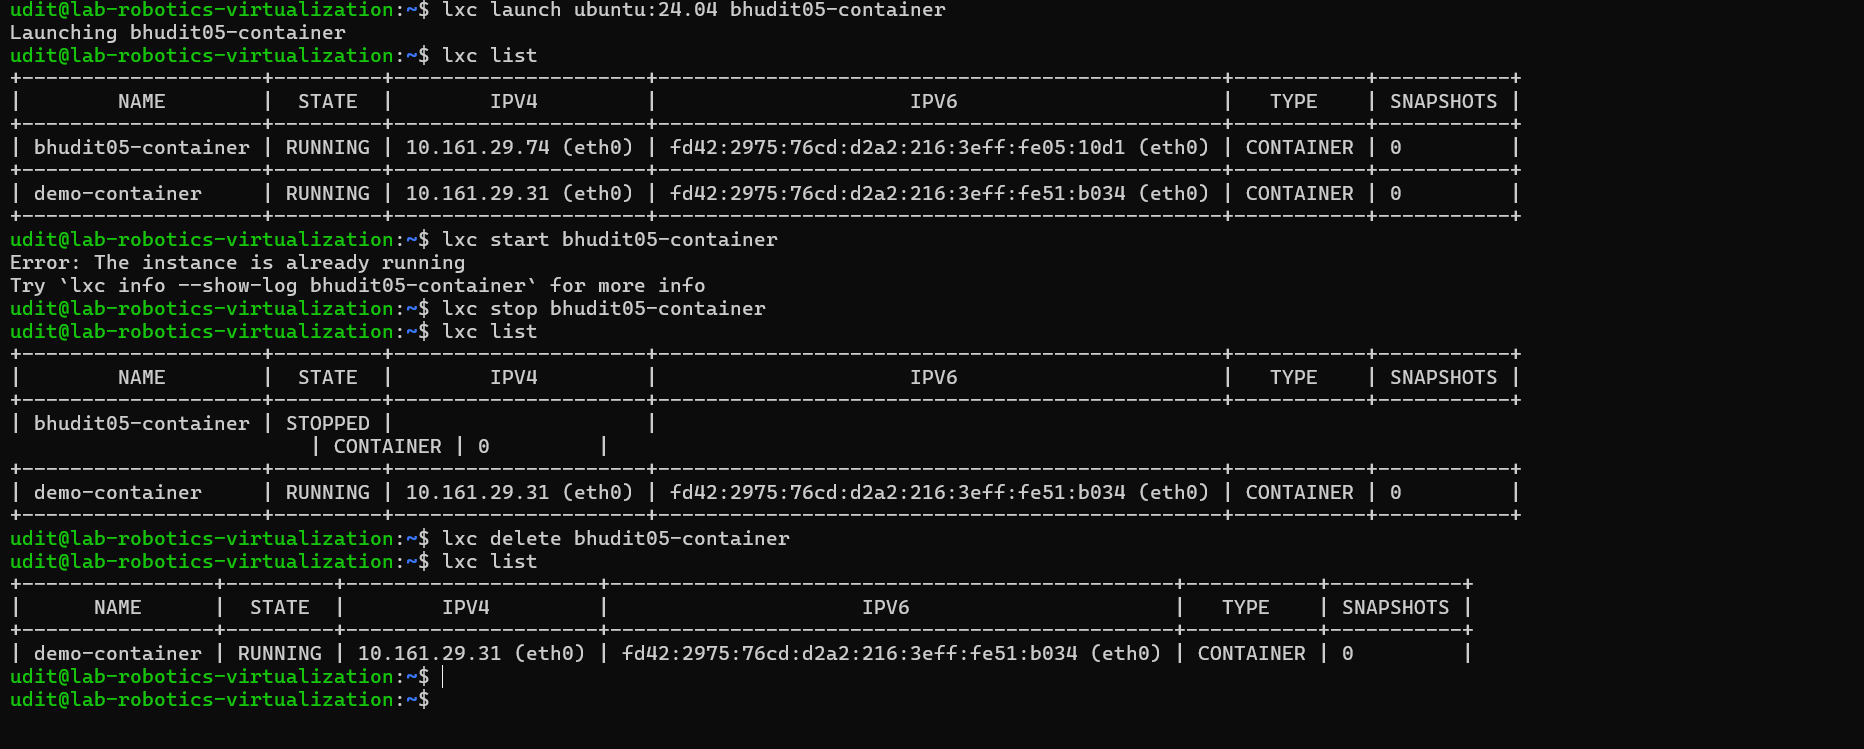 udit@lab-robotics-virtualization:~$ lxc launch ubuntu:24.04 bhudit05-container
Launching bhudit05-container
udit@lab-robotics-virtualization:~$ lxc list
+--------------------+---------+---------------------+-----------------------------------------------+-----------+-----------+
|        NAME        |  STATE  |        IPV4         |                     IPV6                      |   TYPE    | SNAPSHOTS |
+--------------------+---------+---------------------+-----------------------------------------------+-----------+-----------+
| bhudit05-container | RUNNING | 10.161.29.74 (eth0) | fd42:2975:76cd:d2a2:216:3eff:fe05:10d1 (eth0) | CONTAINER | 0         |
+--------------------+---------+---------------------+-----------------------------------------------+-----------+-----------+
| demo-container     | RUNNING | 10.161.29.31 (eth0) | fd42:2975:76cd:d2a2:216:3eff:fe51:b034 (eth0) | CONTAINER | 0         |
+--------------------+---------+---------------------+-----------------------------------------------+-----------+-----------+
udit@lab-robotics-virtualization:~$ lxc start bhudit05-container
Error: The instance is already running
Try `lxc info --show-log bhudit05-container` for more info
udit@lab-robotics-virtualization:~$ lxc stop bhudit05-container
udit@lab-robotics-virtualization:~$ lxc list
+--------------------+---------+---------------------+-----------------------------------------------+-----------+-----------+
|        NAME        |  STATE  |        IPV4         |                     IPV6                      |   TYPE    | SNAPSHOTS |
+--------------------+---------+---------------------+-----------------------------------------------+-----------+-----------+
| bhudit05-container | STOPPED |                     |
                         | CONTAINER | 0         |
+--------------------+---------+---------------------+-----------------------------------------------+-----------+-----------+
| demo-container     | RUNNING | 10.161.29.31 (eth0) | fd42:2975:76cd:d2a2:216:3eff:fe51:b034 (eth0) | CONTAINER | 0         |
+--------------------+---------+---------------------+-----------------------------------------------+-----------+-----------+
udit@lab-robotics-virtualization:~$ lxc delete bhudit05-container
udit@lab-robotics-virtualization:~$ lxc list
+----------------+---------+---------------------+-----------------------------------------------+-----------+-----------+
|      NAME      |  STATE  |        IPV4         |                     IPV6                      |   TYPE    | SNAPSHOTS |
+----------------+---------+---------------------+-----------------------------------------------+-----------+-----------+
| demo-container | RUNNING | 10.161.29.31 (eth0) | fd42:2975:76cd:d2a2:216:3eff:fe51:b034 (eth0) | CONTAINER | 0         |
udit@lab-robotics-virtualization:~$
udit@lab-robotics-virtualization:~$